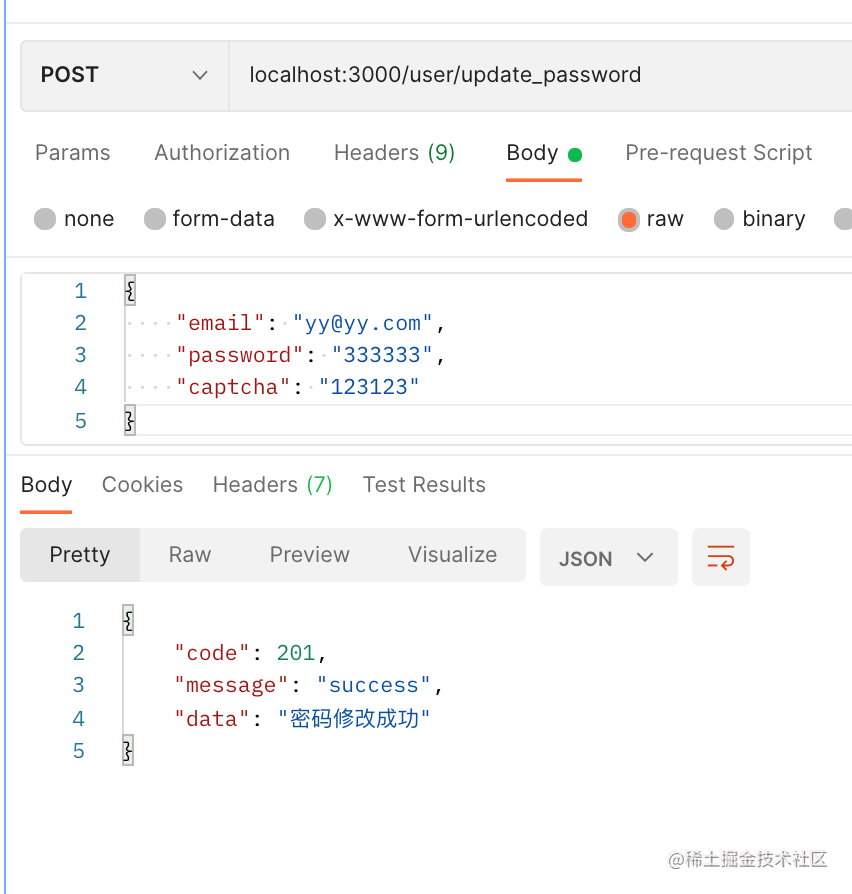 POST localhost:3000/user/update_password
Params Authorization Headers (9) Body Pre-request Script
none form-data x-www-form-urlencoded raw binary
1 {
2 "email": "yy@yy.com",
3 "password": "333333",
4 "captcha": "123123"
5 }
Body Cookies Headers (7) Test Results
Pretty Raw Preview Visualize JSON
1 {
2 "code": 201,
3 "message": "success",
4 "data": "密码修改成功"
5 }
@稀土掘金技术社区